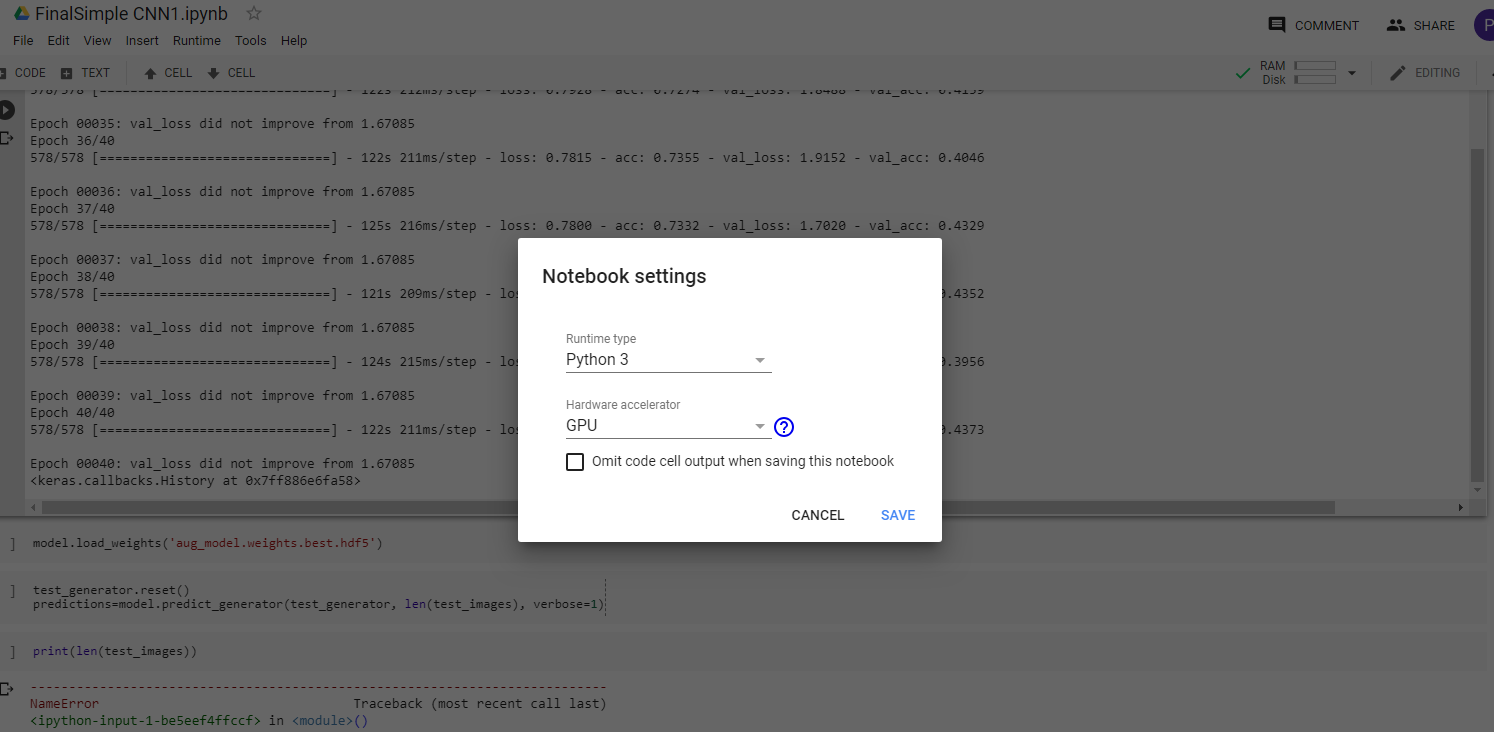 FinalSimple CNN1.ipynb
File Edit View Insert Runtime Tools Help
COMMENT SHARE P
CODE TEXT CELL CELL
RAM
Disk
EDITING
578/578 [==============================] - 122s 212ms/step - loss: 0.7928 - acc: 0.7274 - val_loss: 1.8488 - val_acc: 0.4159
Epoch 00035: val_loss did not improve from 1.67085
Epoch 36/40
578/578 [==============================] - 122s 211ms/step - loss: 0.7815 - acc: 0.7355 - val_loss: 1.9152 - val_acc: 0.4046
Epoch 00036: val_loss did not improve from 1.67085
Epoch 37/40
578/578 [==============================] - 125s 216ms/step - loss: 0.7800 - acc: 0.7332 - val_loss: 1.7020 - val_acc: 0.4329
Epoch 00037: val_loss did not improve from 1.67085
Epoch 38/40
578/578 [==============================] - 121s 209ms/step - los 0.4352
Epoch 00038: val_loss did not improve from 1.67085
Epoch 39/40
578/578 [==============================] - 124s 215ms/step - los 0.3956
Epoch 00039: val_loss did not improve from 1.67085
Epoch 40/40
578/578 [==============================] - 122s 211ms/step - los 0.4373
Epoch 00040: val_loss did not improve from 1.67085
<keras.callbacks.History at 0x7ff886e6fa58>
Notebook settings
Runtime type
Python 3
Hardware accelerator
GPU
?
Omit code cell output when saving this notebook
CANCEL SAVE
] model.load_weights('aug_model.weights.best.hdf5')
] test_generator.reset()
predictions=model.predict_generator(test_generator, len(test_images), verbose=1)
] print(len(test_images))
---------------------------------------------------------------------------
NameError Traceback (most recent call last)
<ipython-input-1-be5eef4ffccf> in <module>()